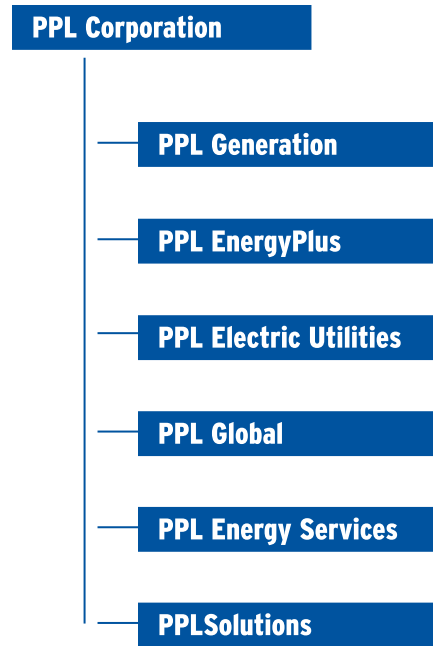 PPL Corporation
PPL Generation
PPL EnergyPlus
PPL Electric Utilities
PPL Global
PPL Energy Services
PPLSolutions